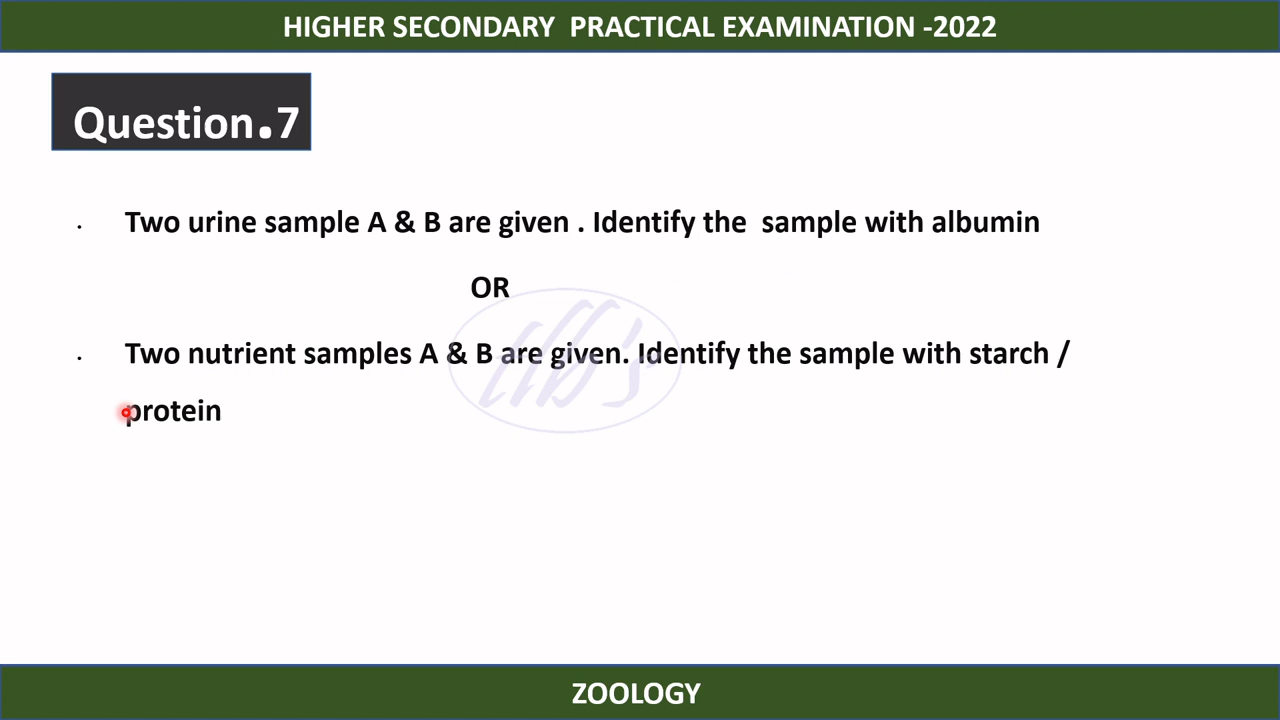 HIGHER SECONDARY PRACTICAL EXAMINATION -2022
Question.7
· Two urine sample A & B are given . Identify the sample with albumin
OR
· Two nutrient samples A & B are given. Identify the sample with starch /
protein
ZOOLOGY